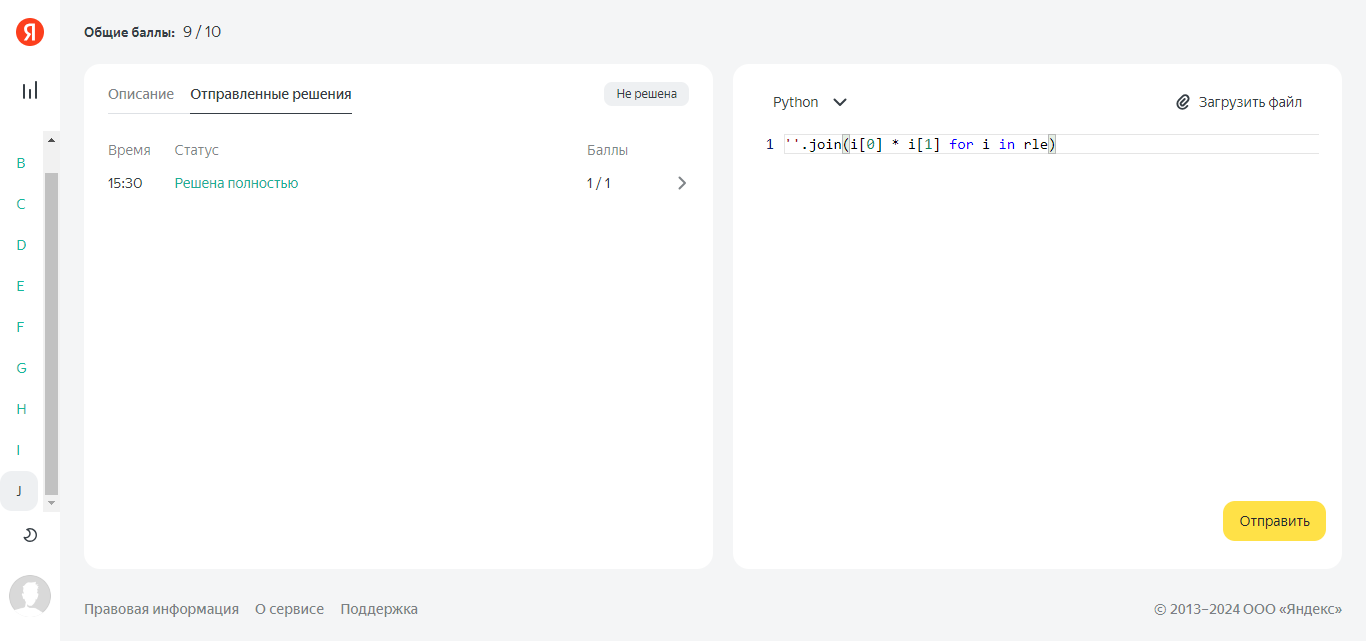 Я
Общие баллы: 9 / 10
B
C
D
E
F
G
H
I
J
Описание Отправленные решения Не решена
Время Статус Баллы
15:30 Решена полностью 1 / 1
Python Загрузить файл
1 ''.join(i[0] * i[1] for i in rle)
Отправить
Правовая информация О сервисе Поддержка © 2013–2024 ООО «Яндекс»